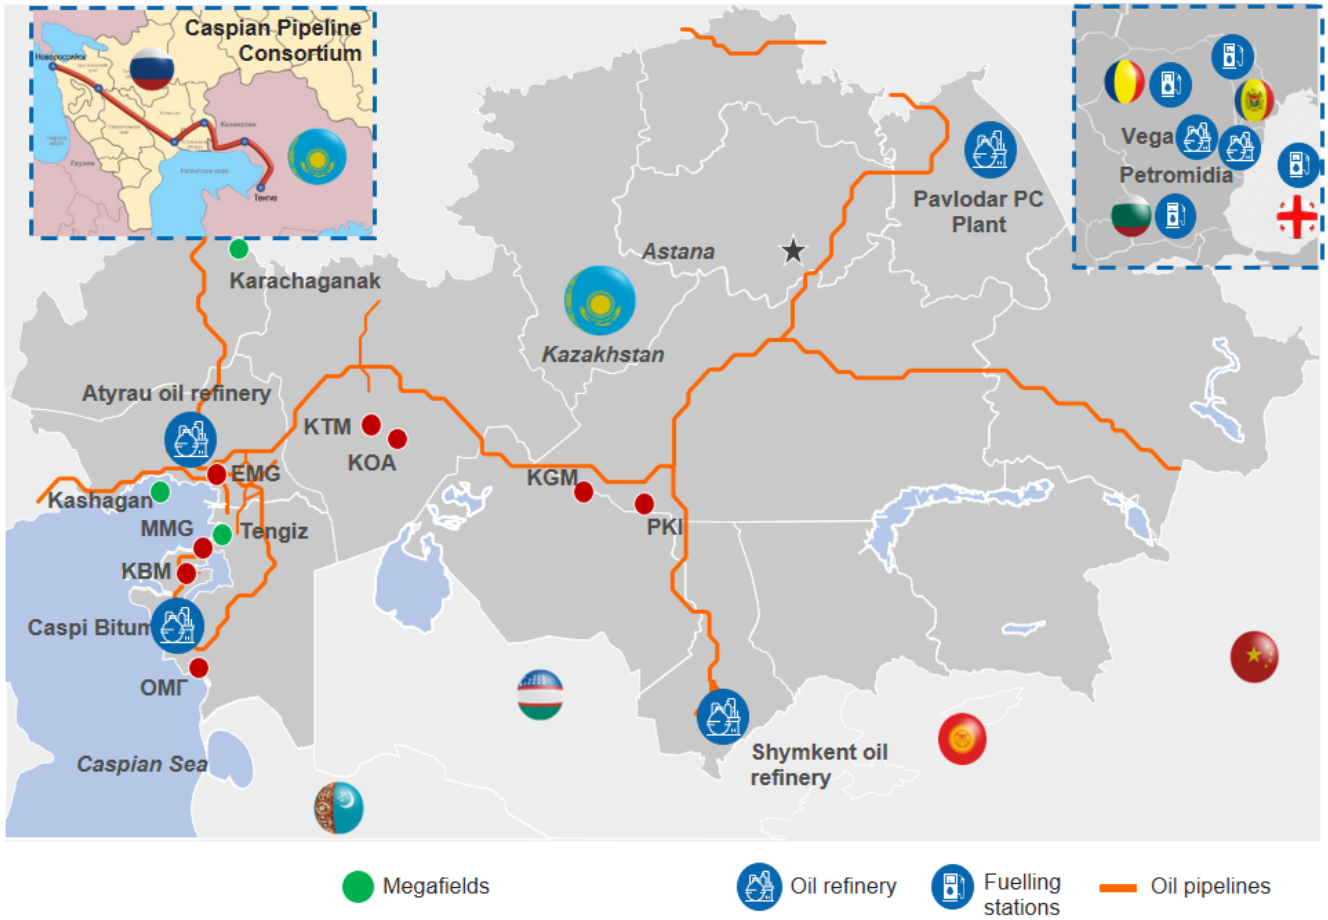 Caspian Pipeline
Consortium
Новороссийск
Казахстан
Грузия
Каспийское море
Тенгиз
Vega
Petromidia
Pavlodar PC
Plant
Astana
Karachaganak
Kazakhstan
Atyrau oil refinery
KTM
KOA
EMG
KGM
Kashagan
PKI
MMG
Tengiz
KBM
Caspi Bitum
ОМГ
Shymkent oil
refinery
Caspian Sea
Megafields
Oil refinery
Fuelling
stations
Oil pipelines